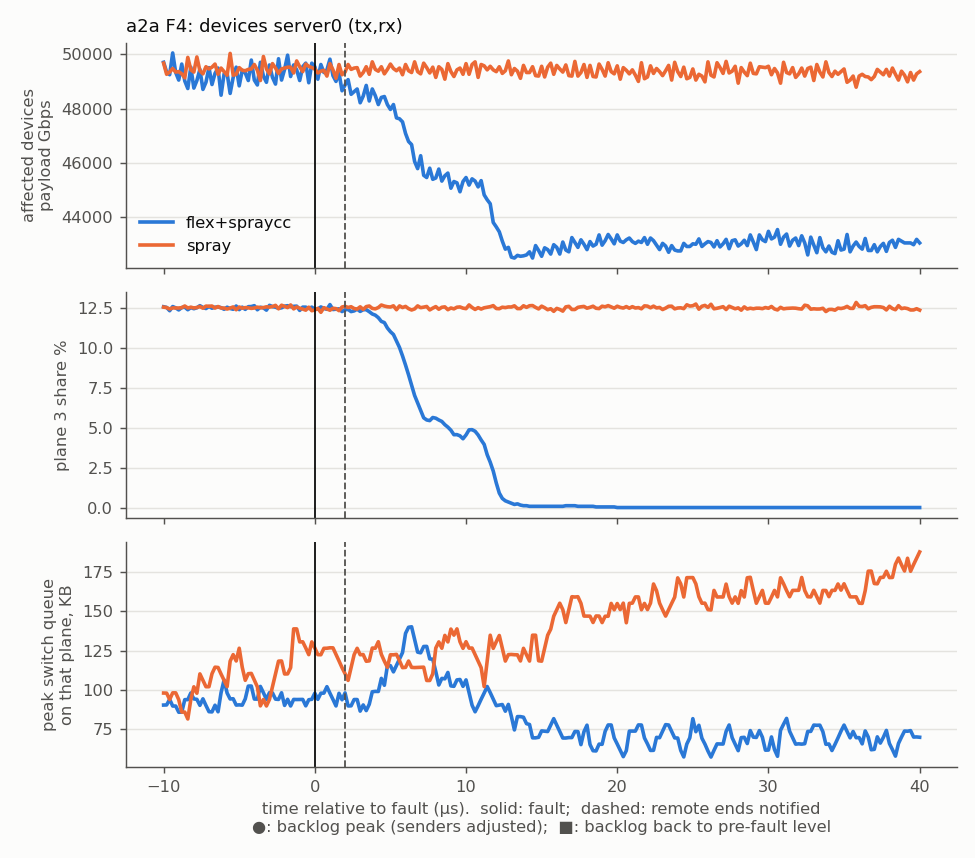 a2a F4: devices server0 (tx,rx)
affected devices
payload Gbps
50000
48000
46000
44000
flex+spraycc
spray
plane 3 share %
12.5
10.0
7.5
5.0
2.5
0.0
peak switch queue
on that plane, KB
175
150
125
100
75
−10
0
10
20
30
40
time relative to fault (µs).  solid: fault;  dashed: remote ends notified
●: backlog peak (senders adjusted);  ■: backlog back to pre-fault level